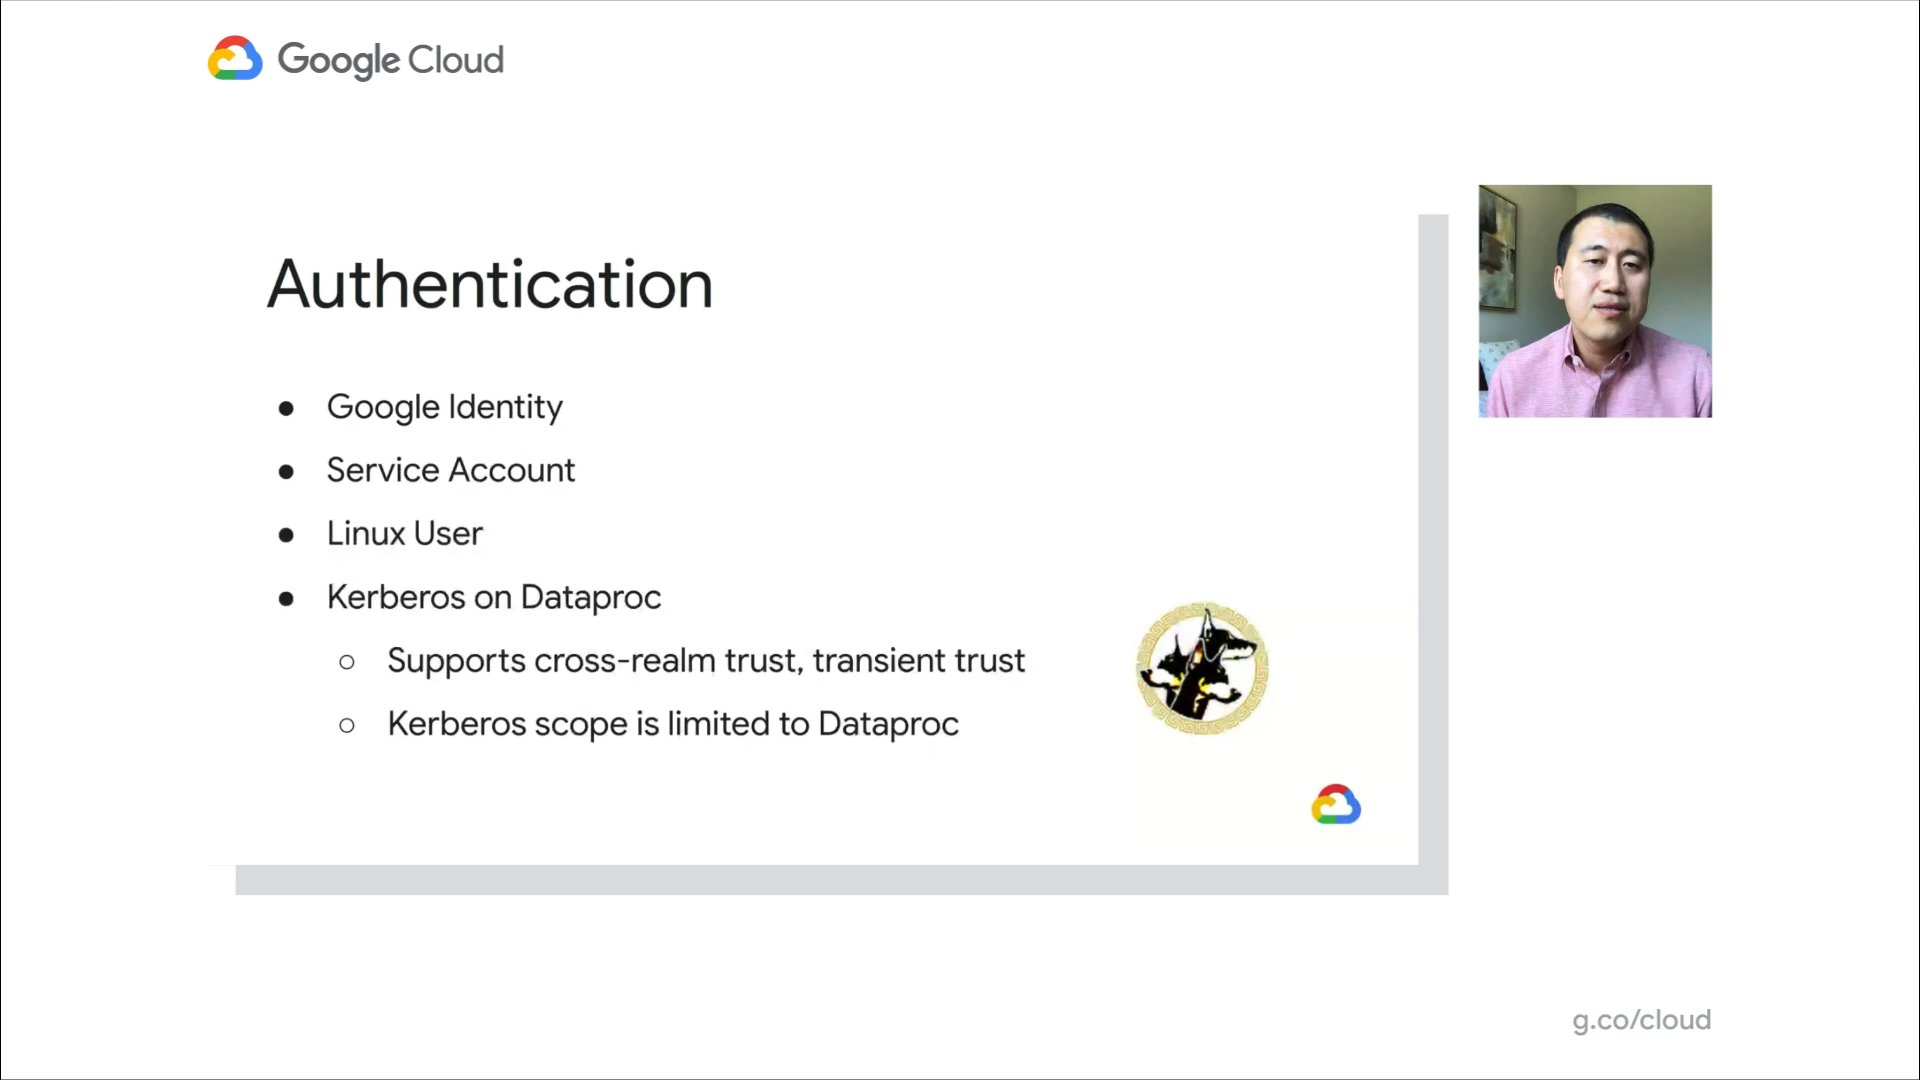 Google Cloud
Authentication
● Google Identity
● Service Account
● Linux User
● Kerberos on Dataproc
○ Supports cross-realm trust, transient trust
○ Kerberos scope is limited to Dataproc
g.co/cloud